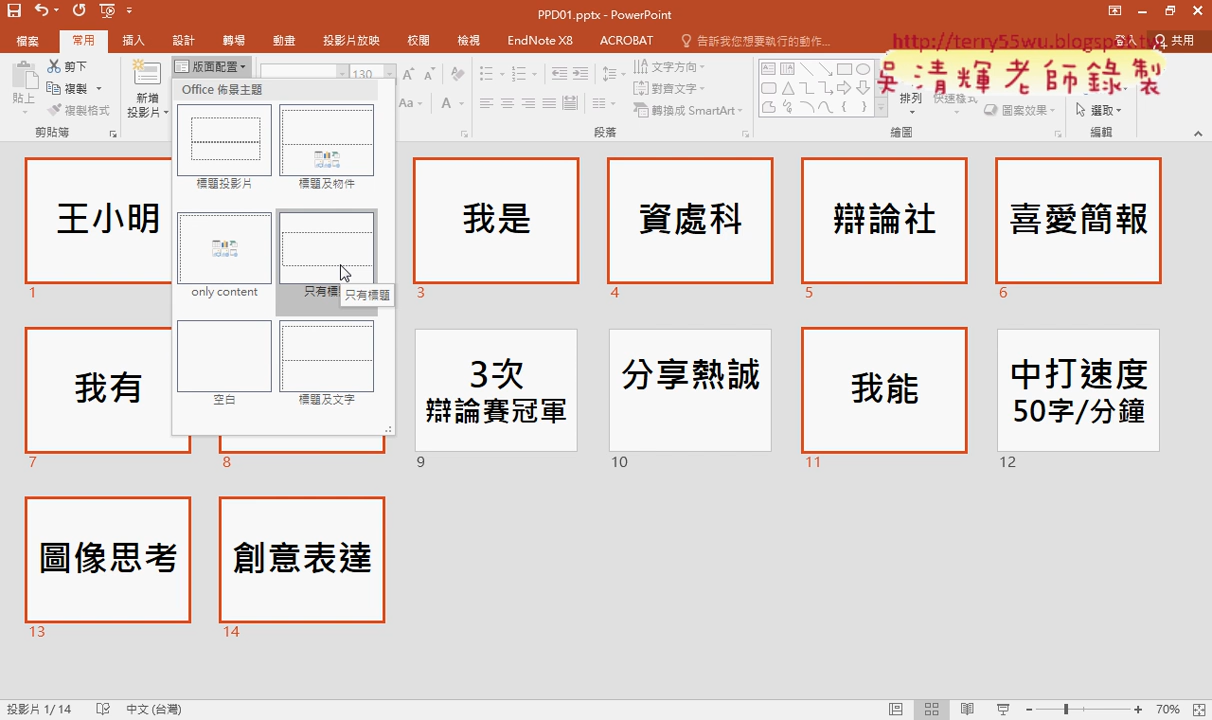 PPD01.pptx - PowerPoint
檔案 常用 插入 設計 轉場 動畫 投影片放映 校閱 檢視 EndNote X8 ACROBAT 告訴我您想要執行的動作... 登入 共用
http://terry55wu.blogspot.tw
吳清輝老師錄製
貼上
剪下
複製
複製格式
剪貼簿
新增
投影片
版面配置
130
Aa
A
文字方向
對齊文字
轉換成 SmartArt
段落
排列
快速樣式
圖案效果
繪圖
選取
編輯
Office 佈景主題
標題投影片
標題及物件
only content
只有標題
空白
標題及文字
王小明
1
我是
3
資處科
4
辯論社
5
喜愛簡報
6
我有
7
8
3次
辯論賽冠軍
9
分享熱誠
10
我能
11
中打速度
50字/分鐘
12
圖像思考
13
創意表達
14
投影片 1/14 中文 (台灣) 70%